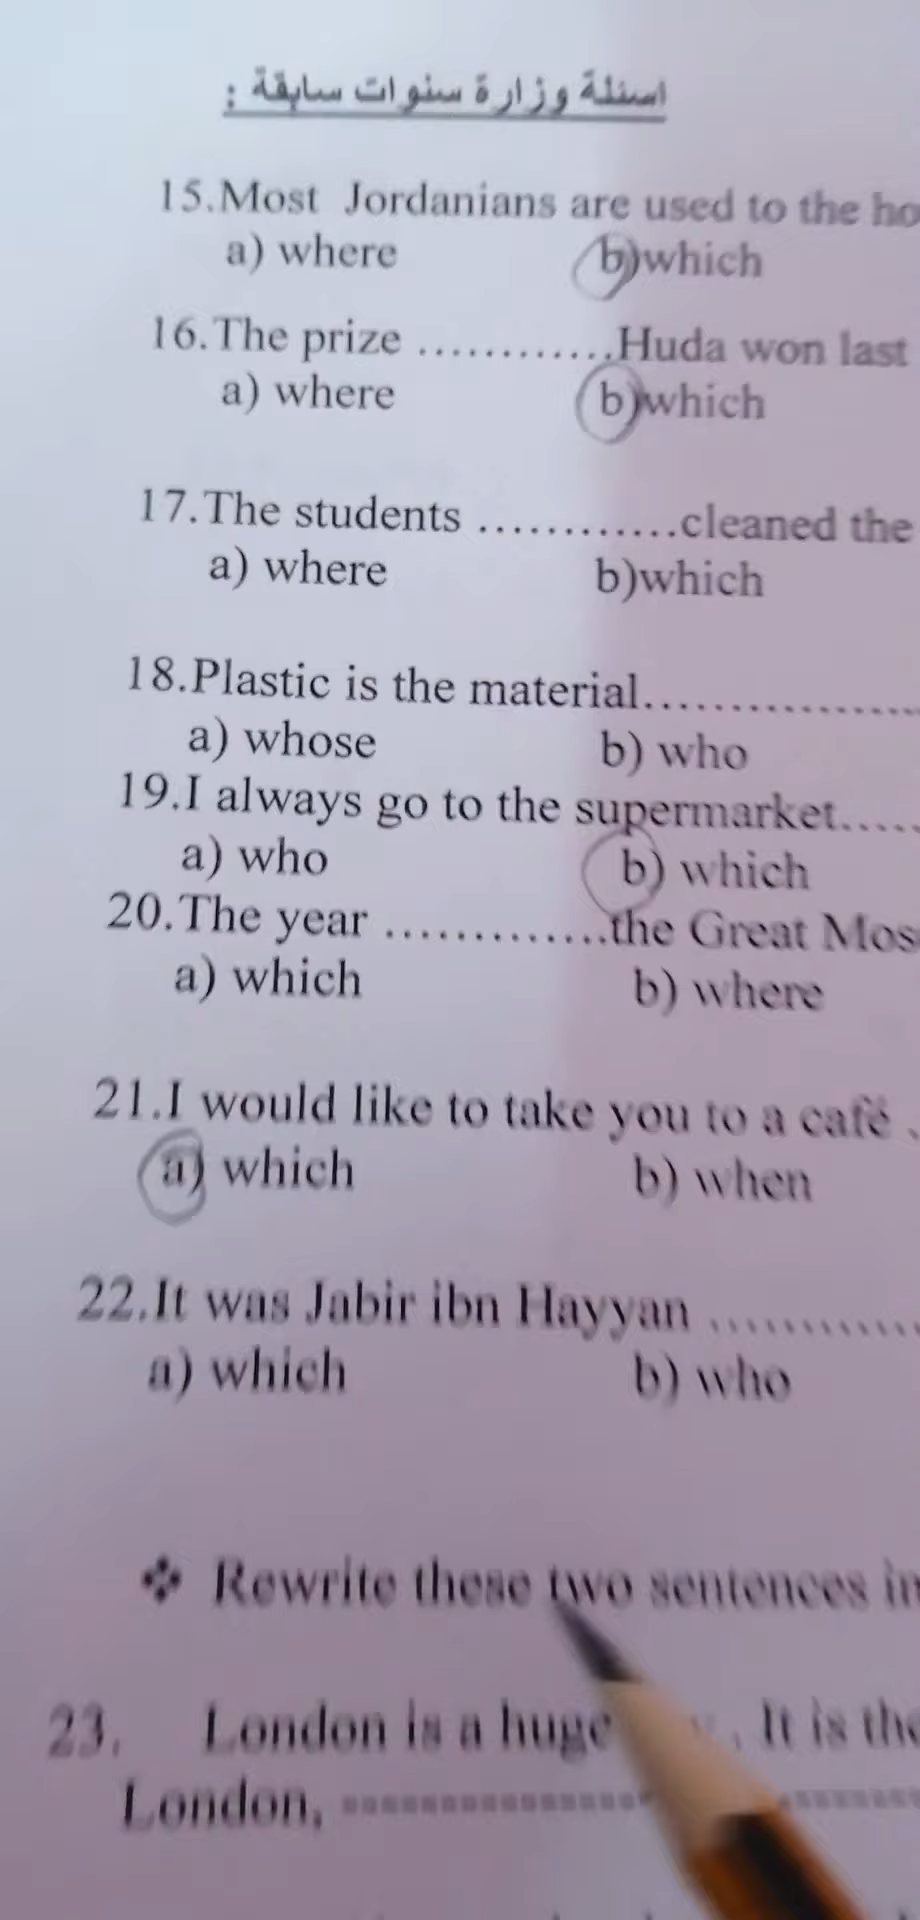 اسئلة وزارة سنوات سابقة :
15.Most Jordanians are used to the
a) where b)which
16.The prize ............Huda won last
a) where b)which
17.The students ............cleaned the
a) where b)which
18.Plastic is the material................
a) whose b) who
19.I always go to the supermarket.....
a) who b) which
20.The year .............the Great
a) which b) where
21.I would like to take you to a café .
a) which b) when
22.It was Jabir ibn Hayyan ............
a) which b) who
❖ Rewrite these two sentences
23. London is a huge . It is
London, ..............................